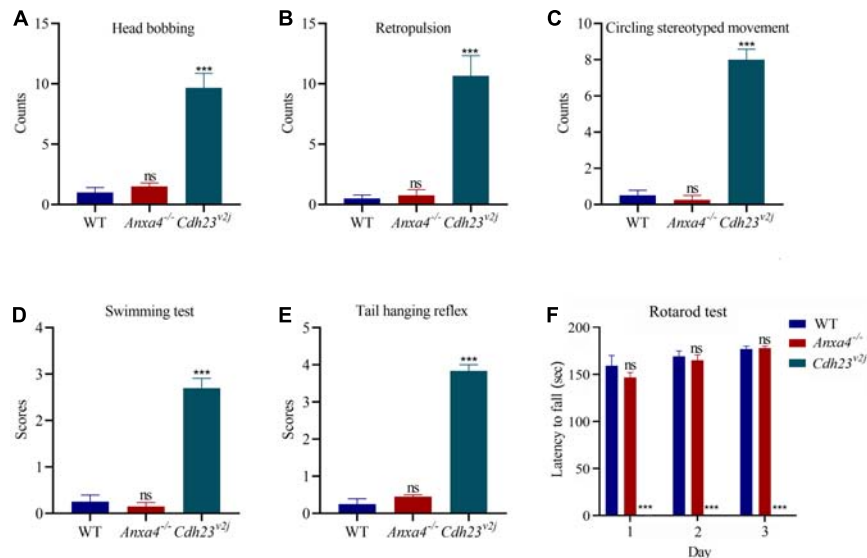 A
Head bobbing
15
10
5
0
Counts
***
ns
WT Anxa4-/- Cdh23v2j
B
Retropulsion
15
10
5
0
Counts
***
ns
WT Anxa4-/- Cdh23v2j
C
Circling stereotyped movement
10
8
6
4
2
0
Counts
***
ns
WT Anxa4-/- Cdh23v2j
D
Swimming test
4
3
2
1
0
Scores
***
ns
WT Anxa4-/- Cdh23v2j
E
Tail hanging reflex
5
4
3
2
1
0
Scores
***
ns
WT Anxa4-/- Cdh23v2j
F
Rotarod test
200
150
100
50
0
Latency to fall (sec)
ns ns ns
*** *** ***
1 2 3
Day
WT
Anxa4-/-
Cdh23v2j